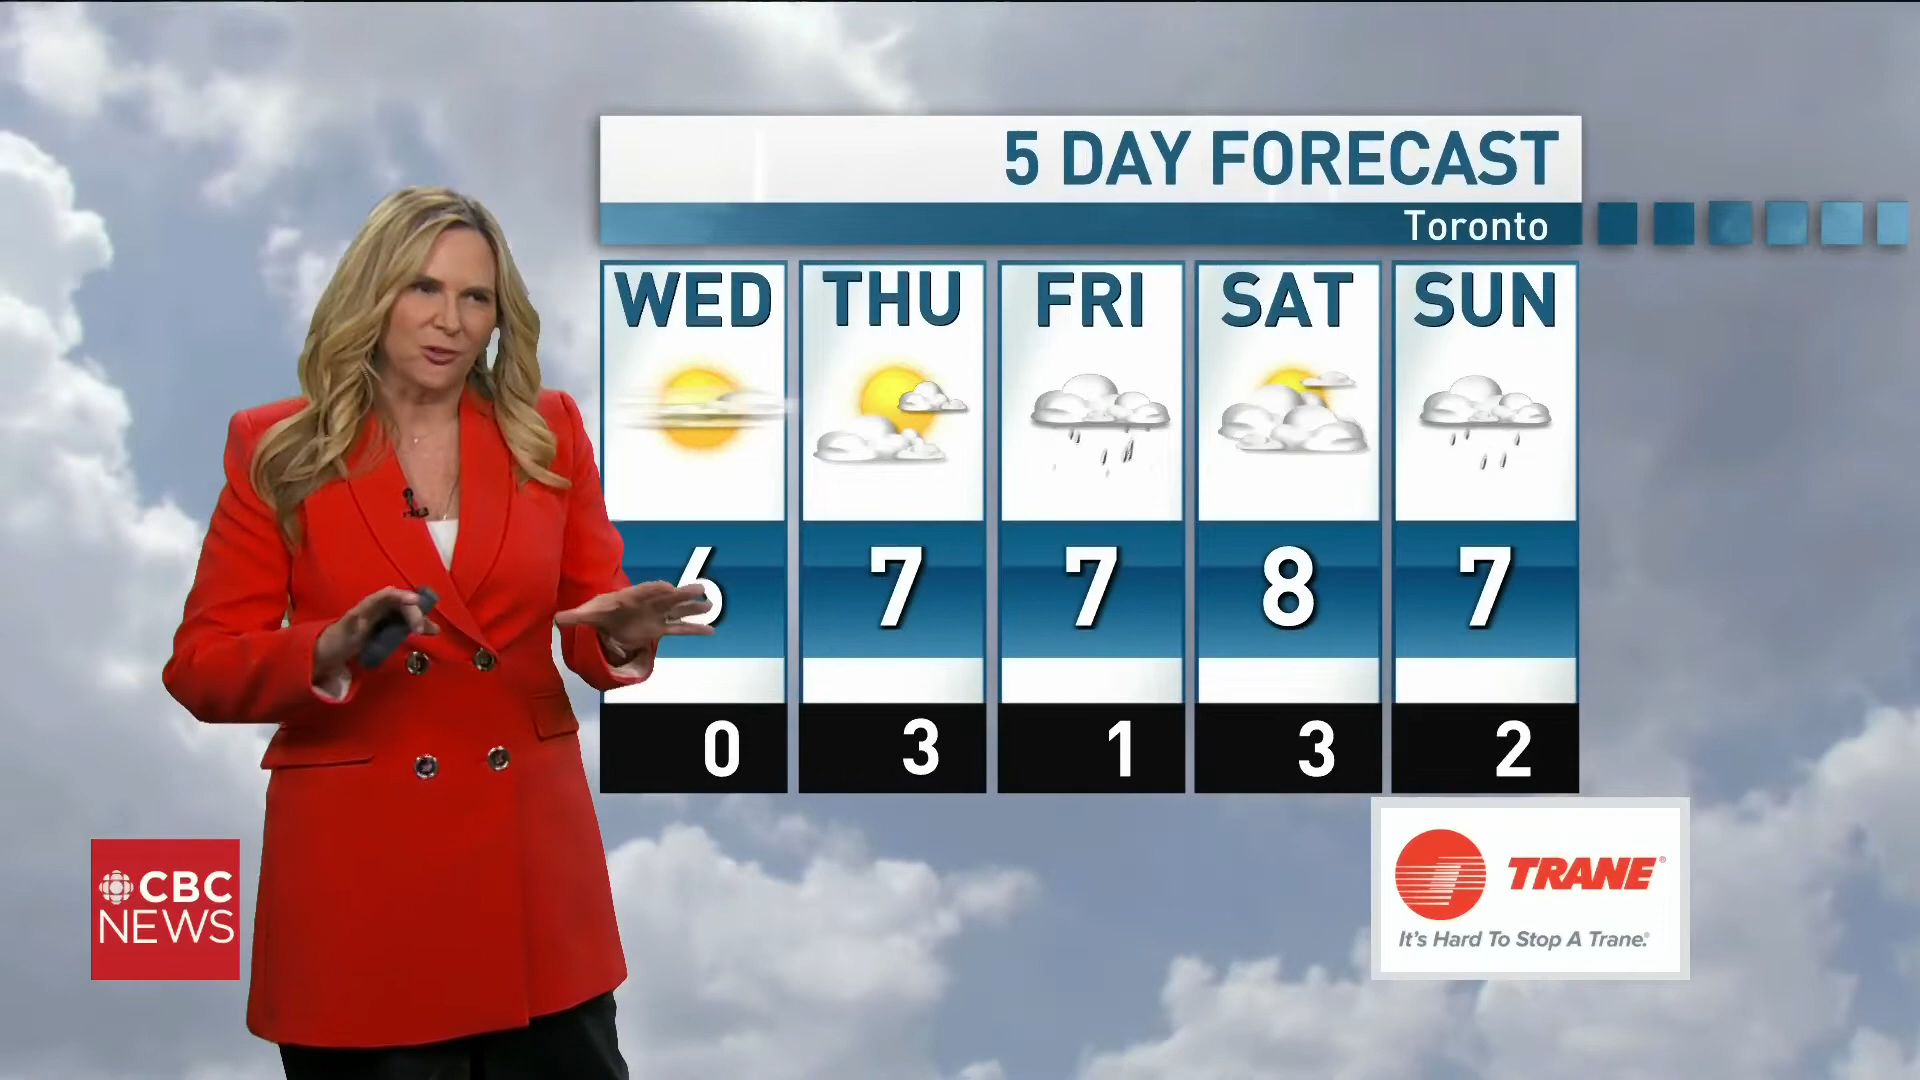 5 DAY FORECAST
Toronto
WED THU FRI SAT SUN
6 7 7 8 7
0 3 1 3 2
CBC
NEWS
TRANE®
It's Hard To Stop A Trane.®